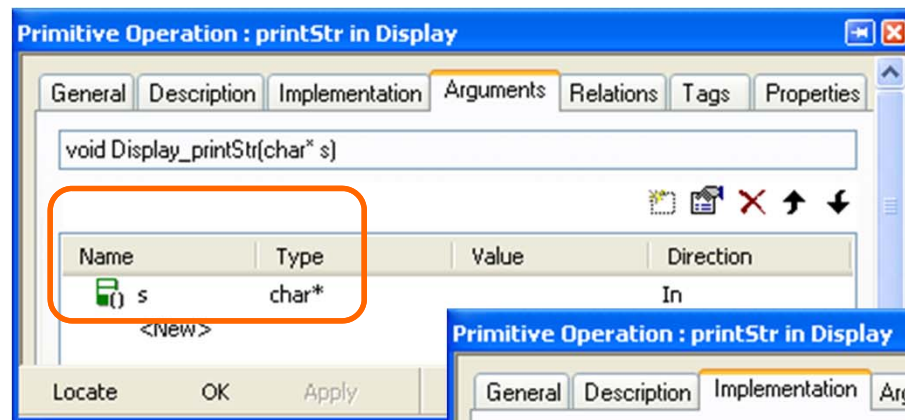 Primitive Operation : printStr in Display
General Description Implementation Arguments Relations Tags Properties
void Display_printStr(char* s)
Name Type Value Direction
s char* In
<New>
Locate OK Apply
Primitive Operation : printStr in Display
General Description Implementation Arg